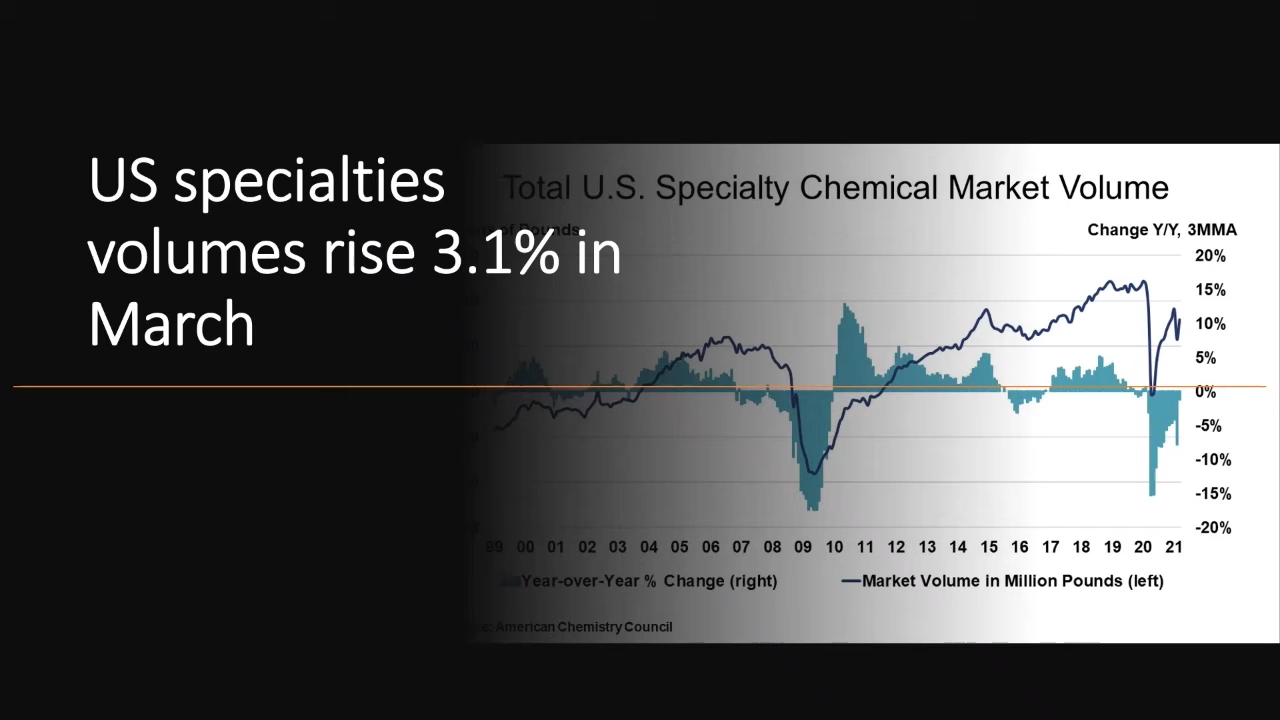 US specialties
volumes rise 3.1% in
March
Total U.S. Specialty Chemical Market Volume
of Pounds
Change Y/Y, 3MMA
20%
15%
10%
5%
0%
-5%
-10%
-15%
-20%
99 00 01 02 03 04 05 06 07 08 09 10 11 12 13 14 15 16 17 18 19 20 21
Year-over-Year % Change (right) Market Volume in Million Pounds (left)
American Chemistry Council